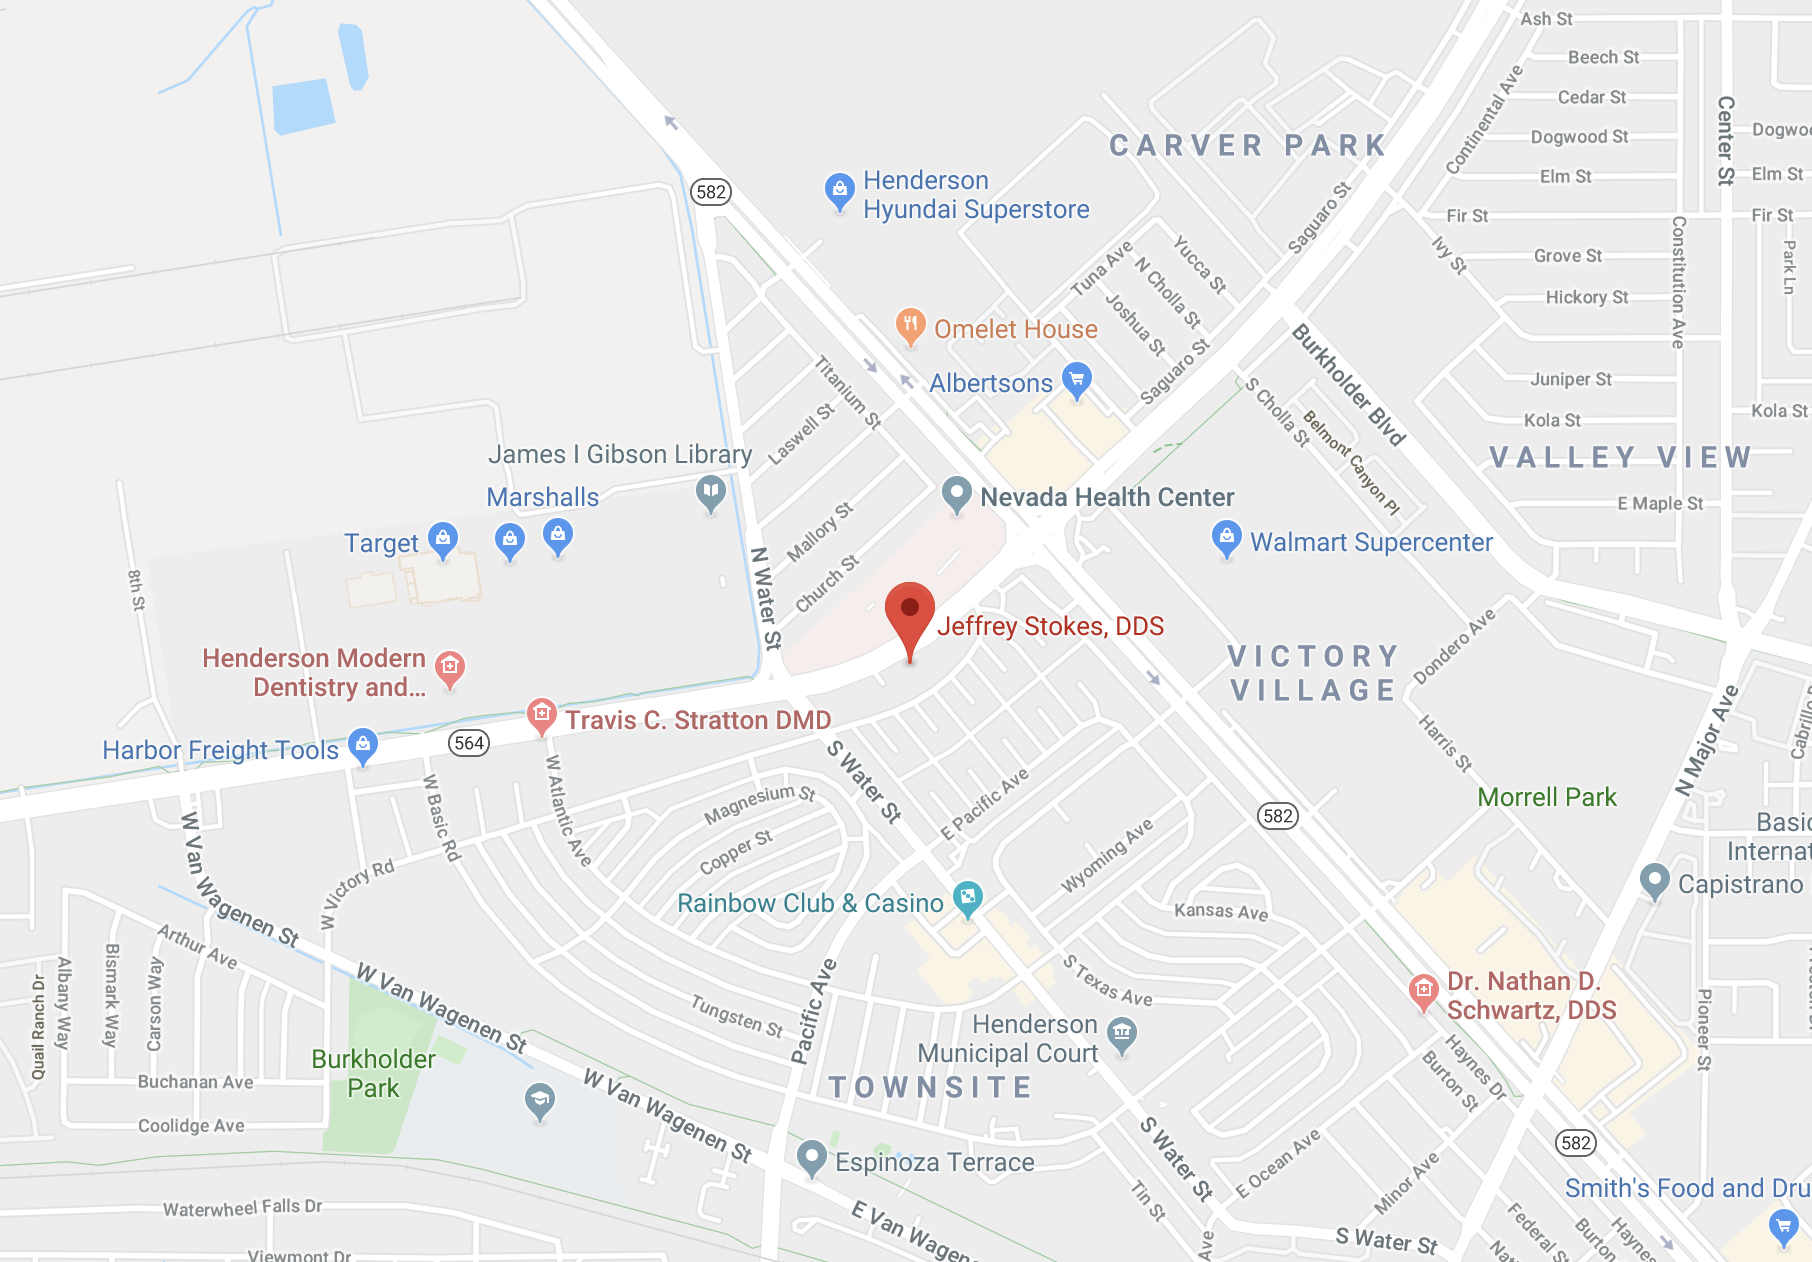 Ash St
Beech St
Cedar St
Dogwood St
Elm St
Fir St
Continental Ave
Center St
Elm St
Fir St
CARVER PARK
582
Henderson
Hyundai Superstore
Saguaro St
Ivy St
Grove St
Hickory St
Constitution Ave
Park Ln
Tuna Ave
Yucca St
N Cholla St
Joshua St
Saguaro St
Omelet House
Albertsons
Burkholder Blvd
S Cholla St
Belmont Canyon Pl
Juniper St
Kola St
Kola St
VALLEY VIEW
E Maple St
Titanium St
Laswell St
James I Gibson Library
Marshalls
Target
Nevada Health Center
Mallory St
Church St
Walmart Supercenter
8th St
N Water St
Jeffrey Stokes, DDS
Henderson Modern
Dentistry and...
VICTORY
VILLAGE
Dondero Ave
Harris St
N Major Ave
Travis C. Stratton DMD
Harbor Freight Tools
564
W Basic Rd
W Atlantic Ave
S Water St
Magnesium St
Copper St
E Pacific Ave
Wyoming Ave
582
Morrell Park
Capistrano
W Van Wagenen St
W Victory Rd
Rainbow Club & Casino
Kansas Ave
Arthur Ave
Quail Ranch Dr
Albany Way
Bismark Way
Carson Way
W Van Wagenen St
Tungsten St
Pacific Ave
S Texas Ave
Dr. Nathan D.
Schwartz, DDS
Pioneer St
Henderson
Municipal Court
Burkholder
Park
Buchanan Ave
Coolidge Ave
W Van Wagenen St
TOWNSITE
Haynes Dr
Burton St
582
Espinoza Terrace
S Water St
E Ocean Ave
Minor Ave
Tin St
Smith's Food and Dru
Waterwheel Falls Dr
Viewmont Dr
E Van Wagen
Ave
S Water St
Federal St
Burton
Haynes